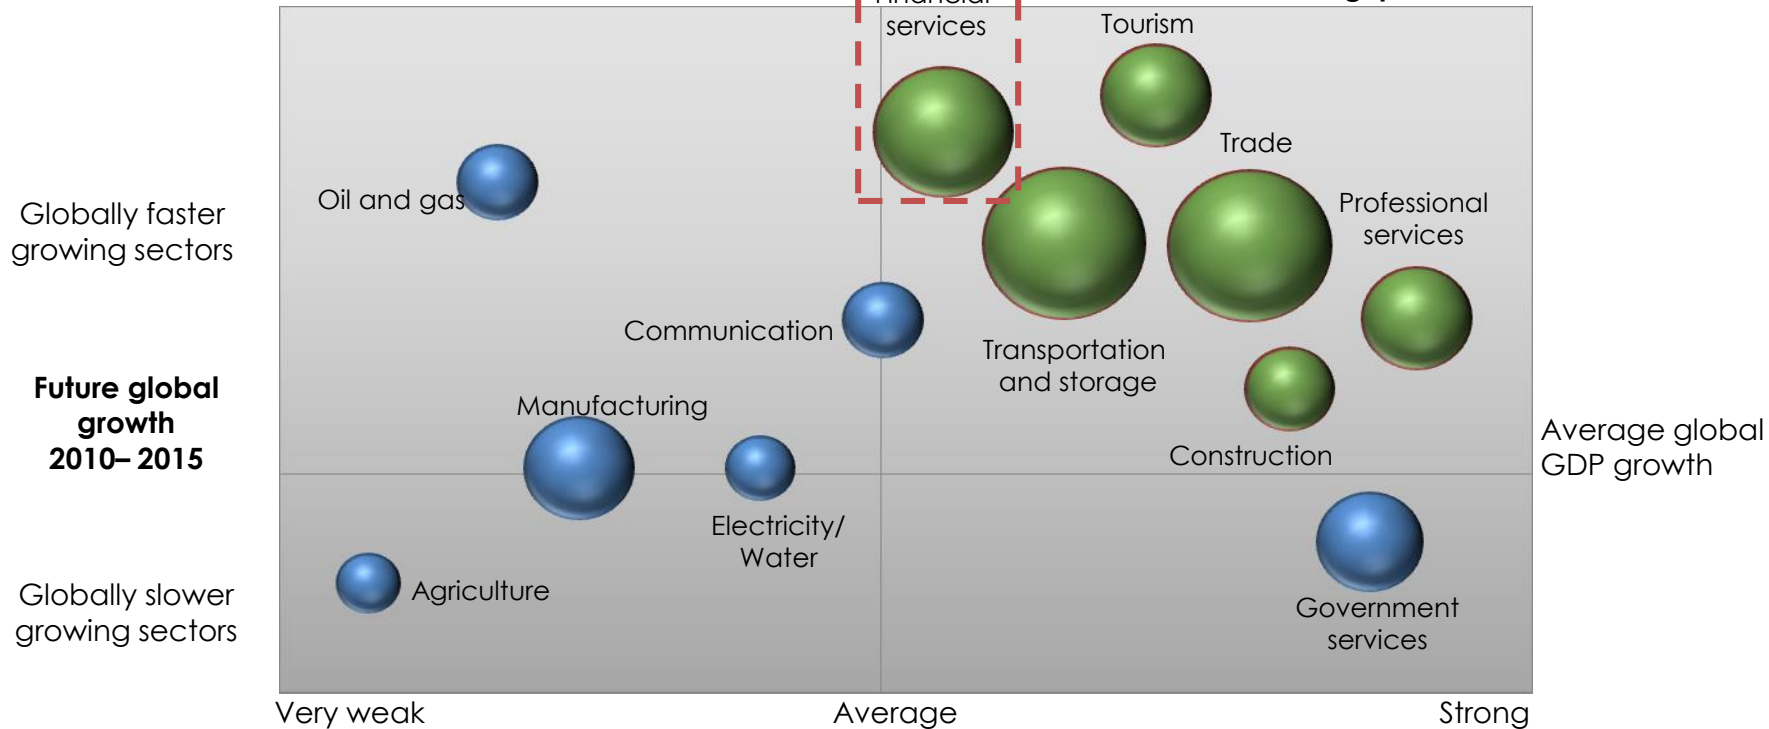 services
Tourism
Trade
Oil and gas
Globally faster
growing sectors
Professional
services
Communication
Transportation
and storage
Future global
growth
2010– 2015
Manufacturing
Construction
Average global
GDP growth
Electricity/
Water
Agriculture
Globally slower
growing sectors
Government
services
Very weak
Average
Strong